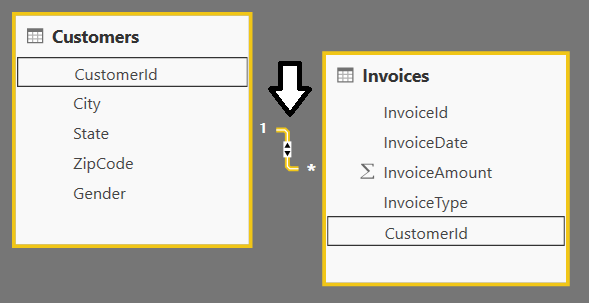 Customers
CustomerId
City
State
ZipCode
Gender
1
*
Invoices
InvoiceId
InvoiceDate
∑ InvoiceAmount
InvoiceType
CustomerId